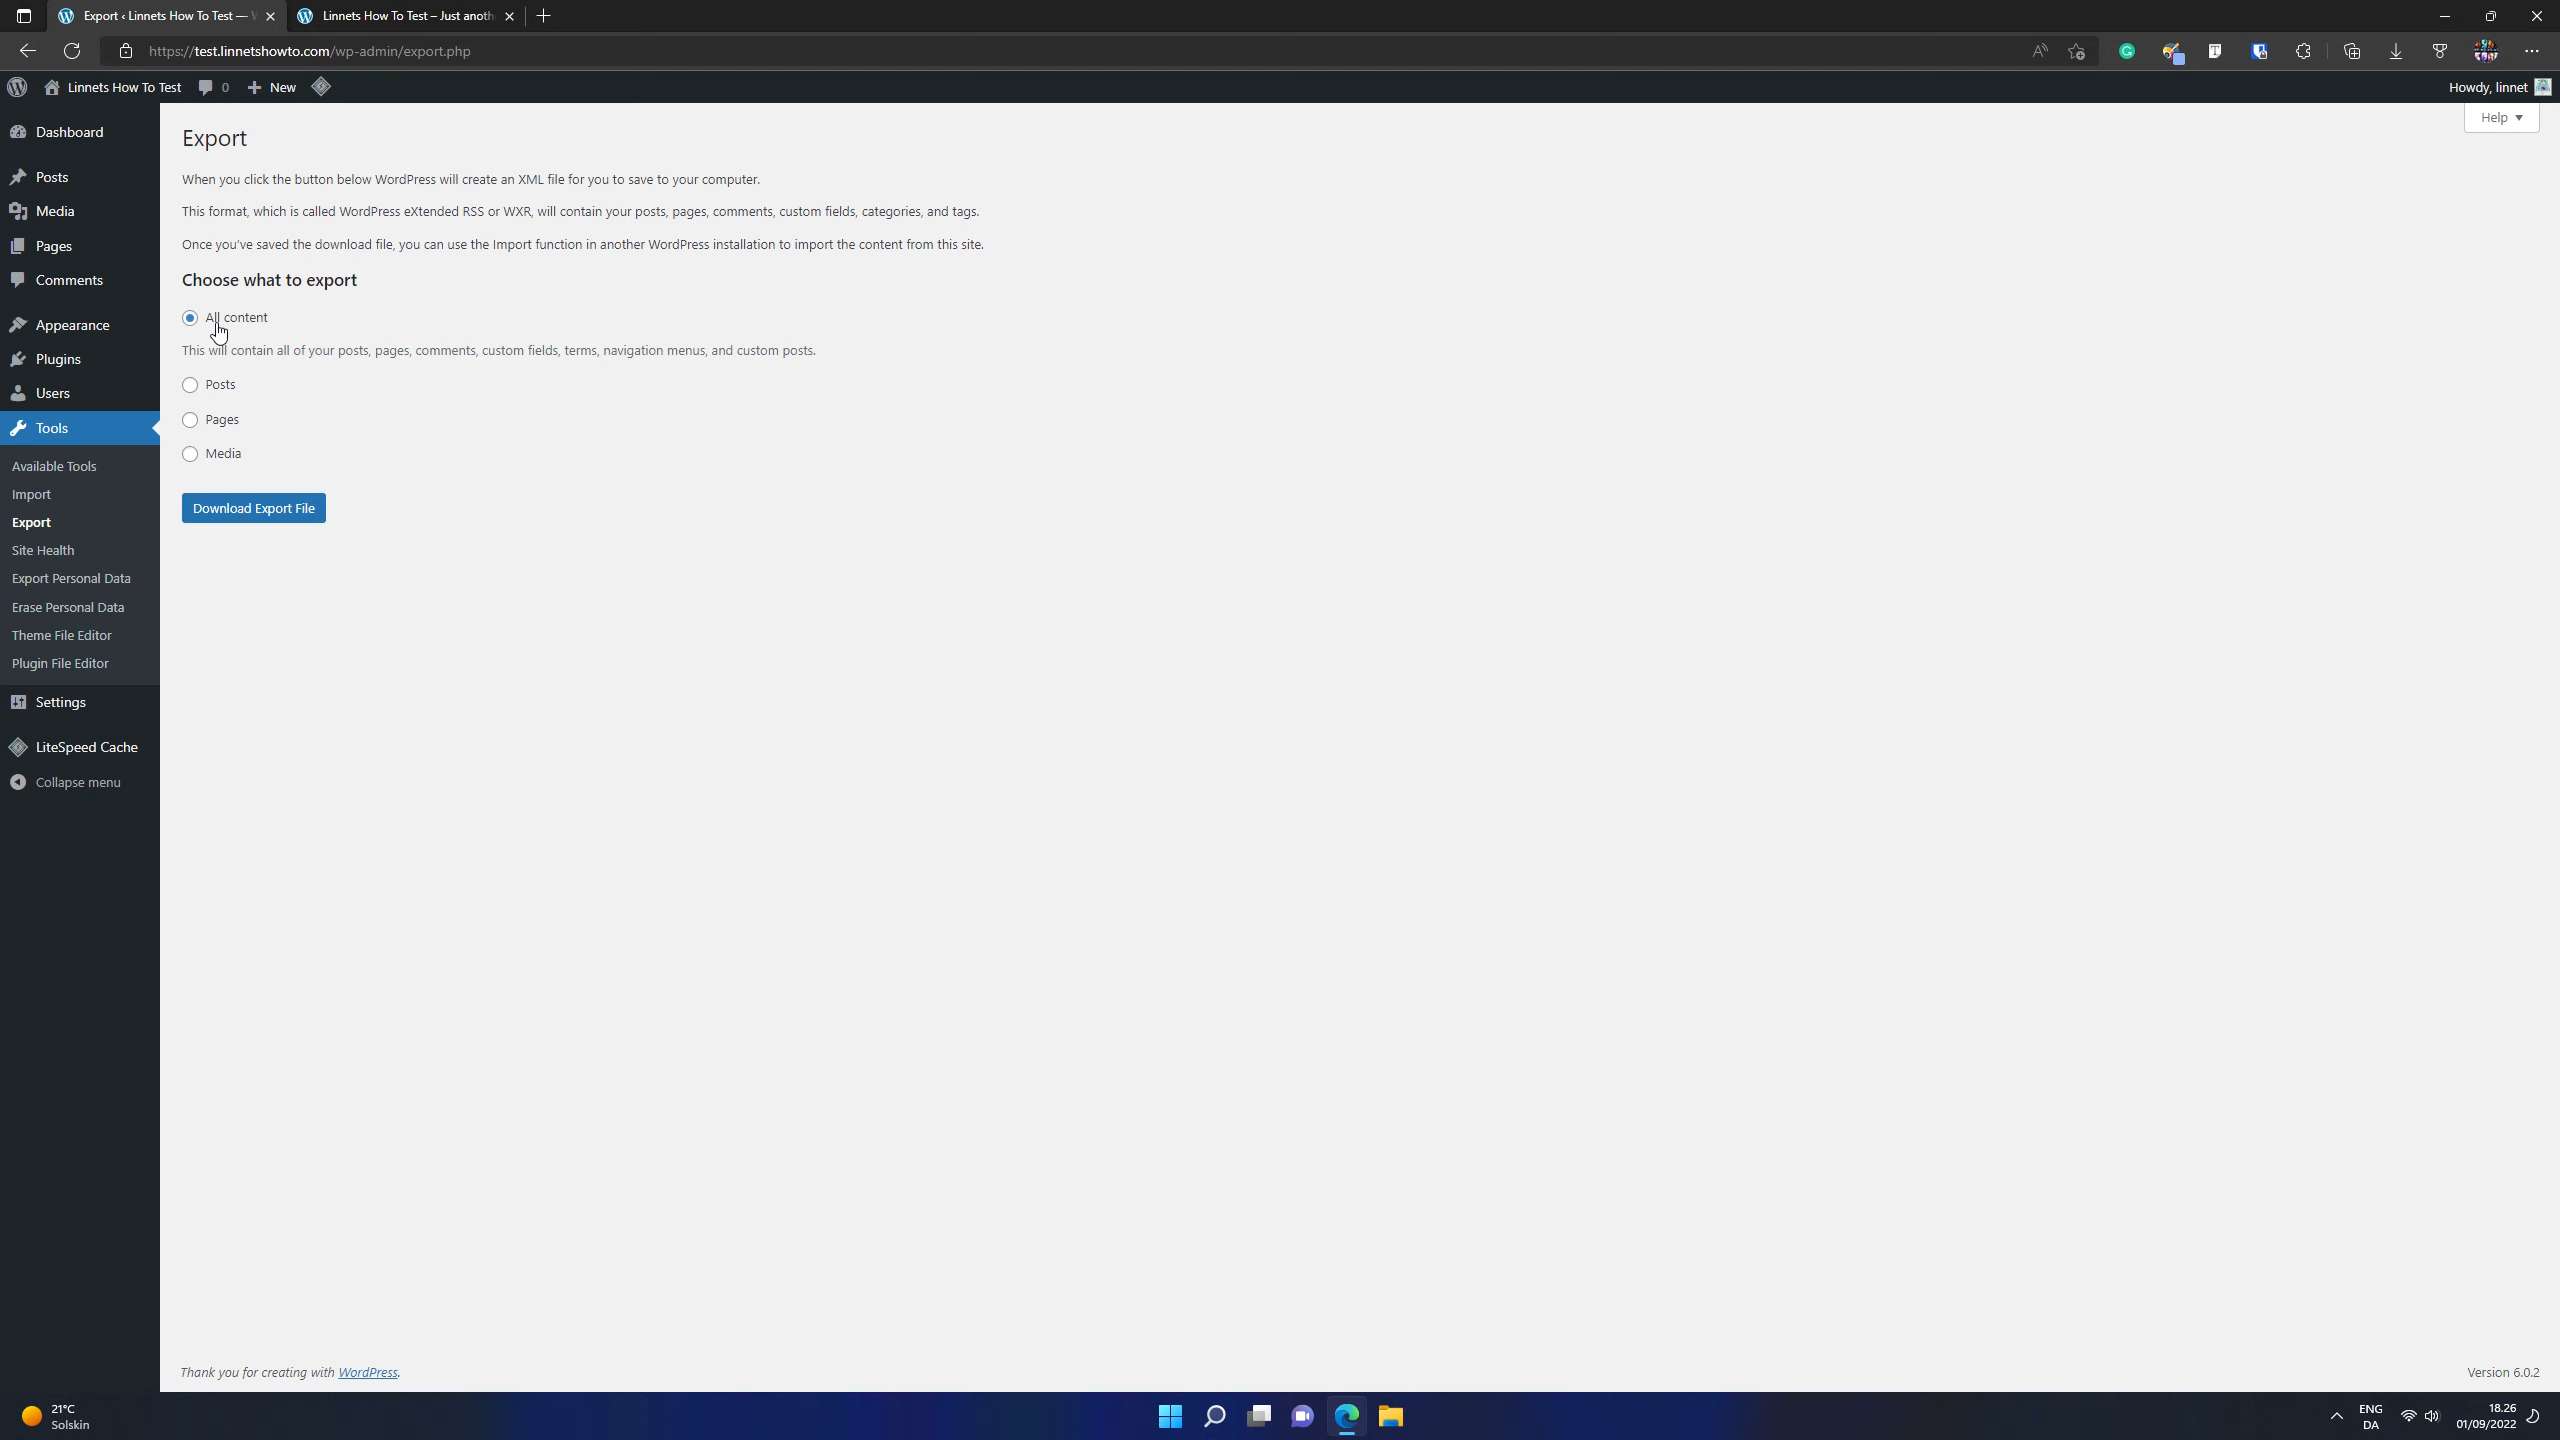 Export ‹ Linnets How To Test — W
Linnets How To Test – Just anoth
https://test.linnetshowto.com/wp-admin/export.php
Linnets How To Test
0
New
Howdy, linnet
Dashboard
Posts
Media
Pages
Comments
Appearance
Plugins
Users
Tools
Available Tools
Import
Export
Site Health
Export Personal Data
Erase Personal Data
Theme File Editor
Plugin File Editor
Settings
LiteSpeed Cache
Collapse menu
Help
Export
When you click the button below WordPress will create an XML file for you to save to your computer.
This format, which is called WordPress eXtended RSS or WXR, will contain your posts, pages, comments, custom fields, categories, and tags.
Once you've saved the download file, you can use the Import function in another WordPress installation to import the content from this site.
Choose what to export
All content
This will contain all of your posts, pages, comments, custom fields, terms, navigation menus, and custom posts.
Posts
Pages
Media
Download Export File
Thank you for creating with WordPress.
Version 6.0.2
21°C
Solskin
ENG
DA
18.26
01/09/2022